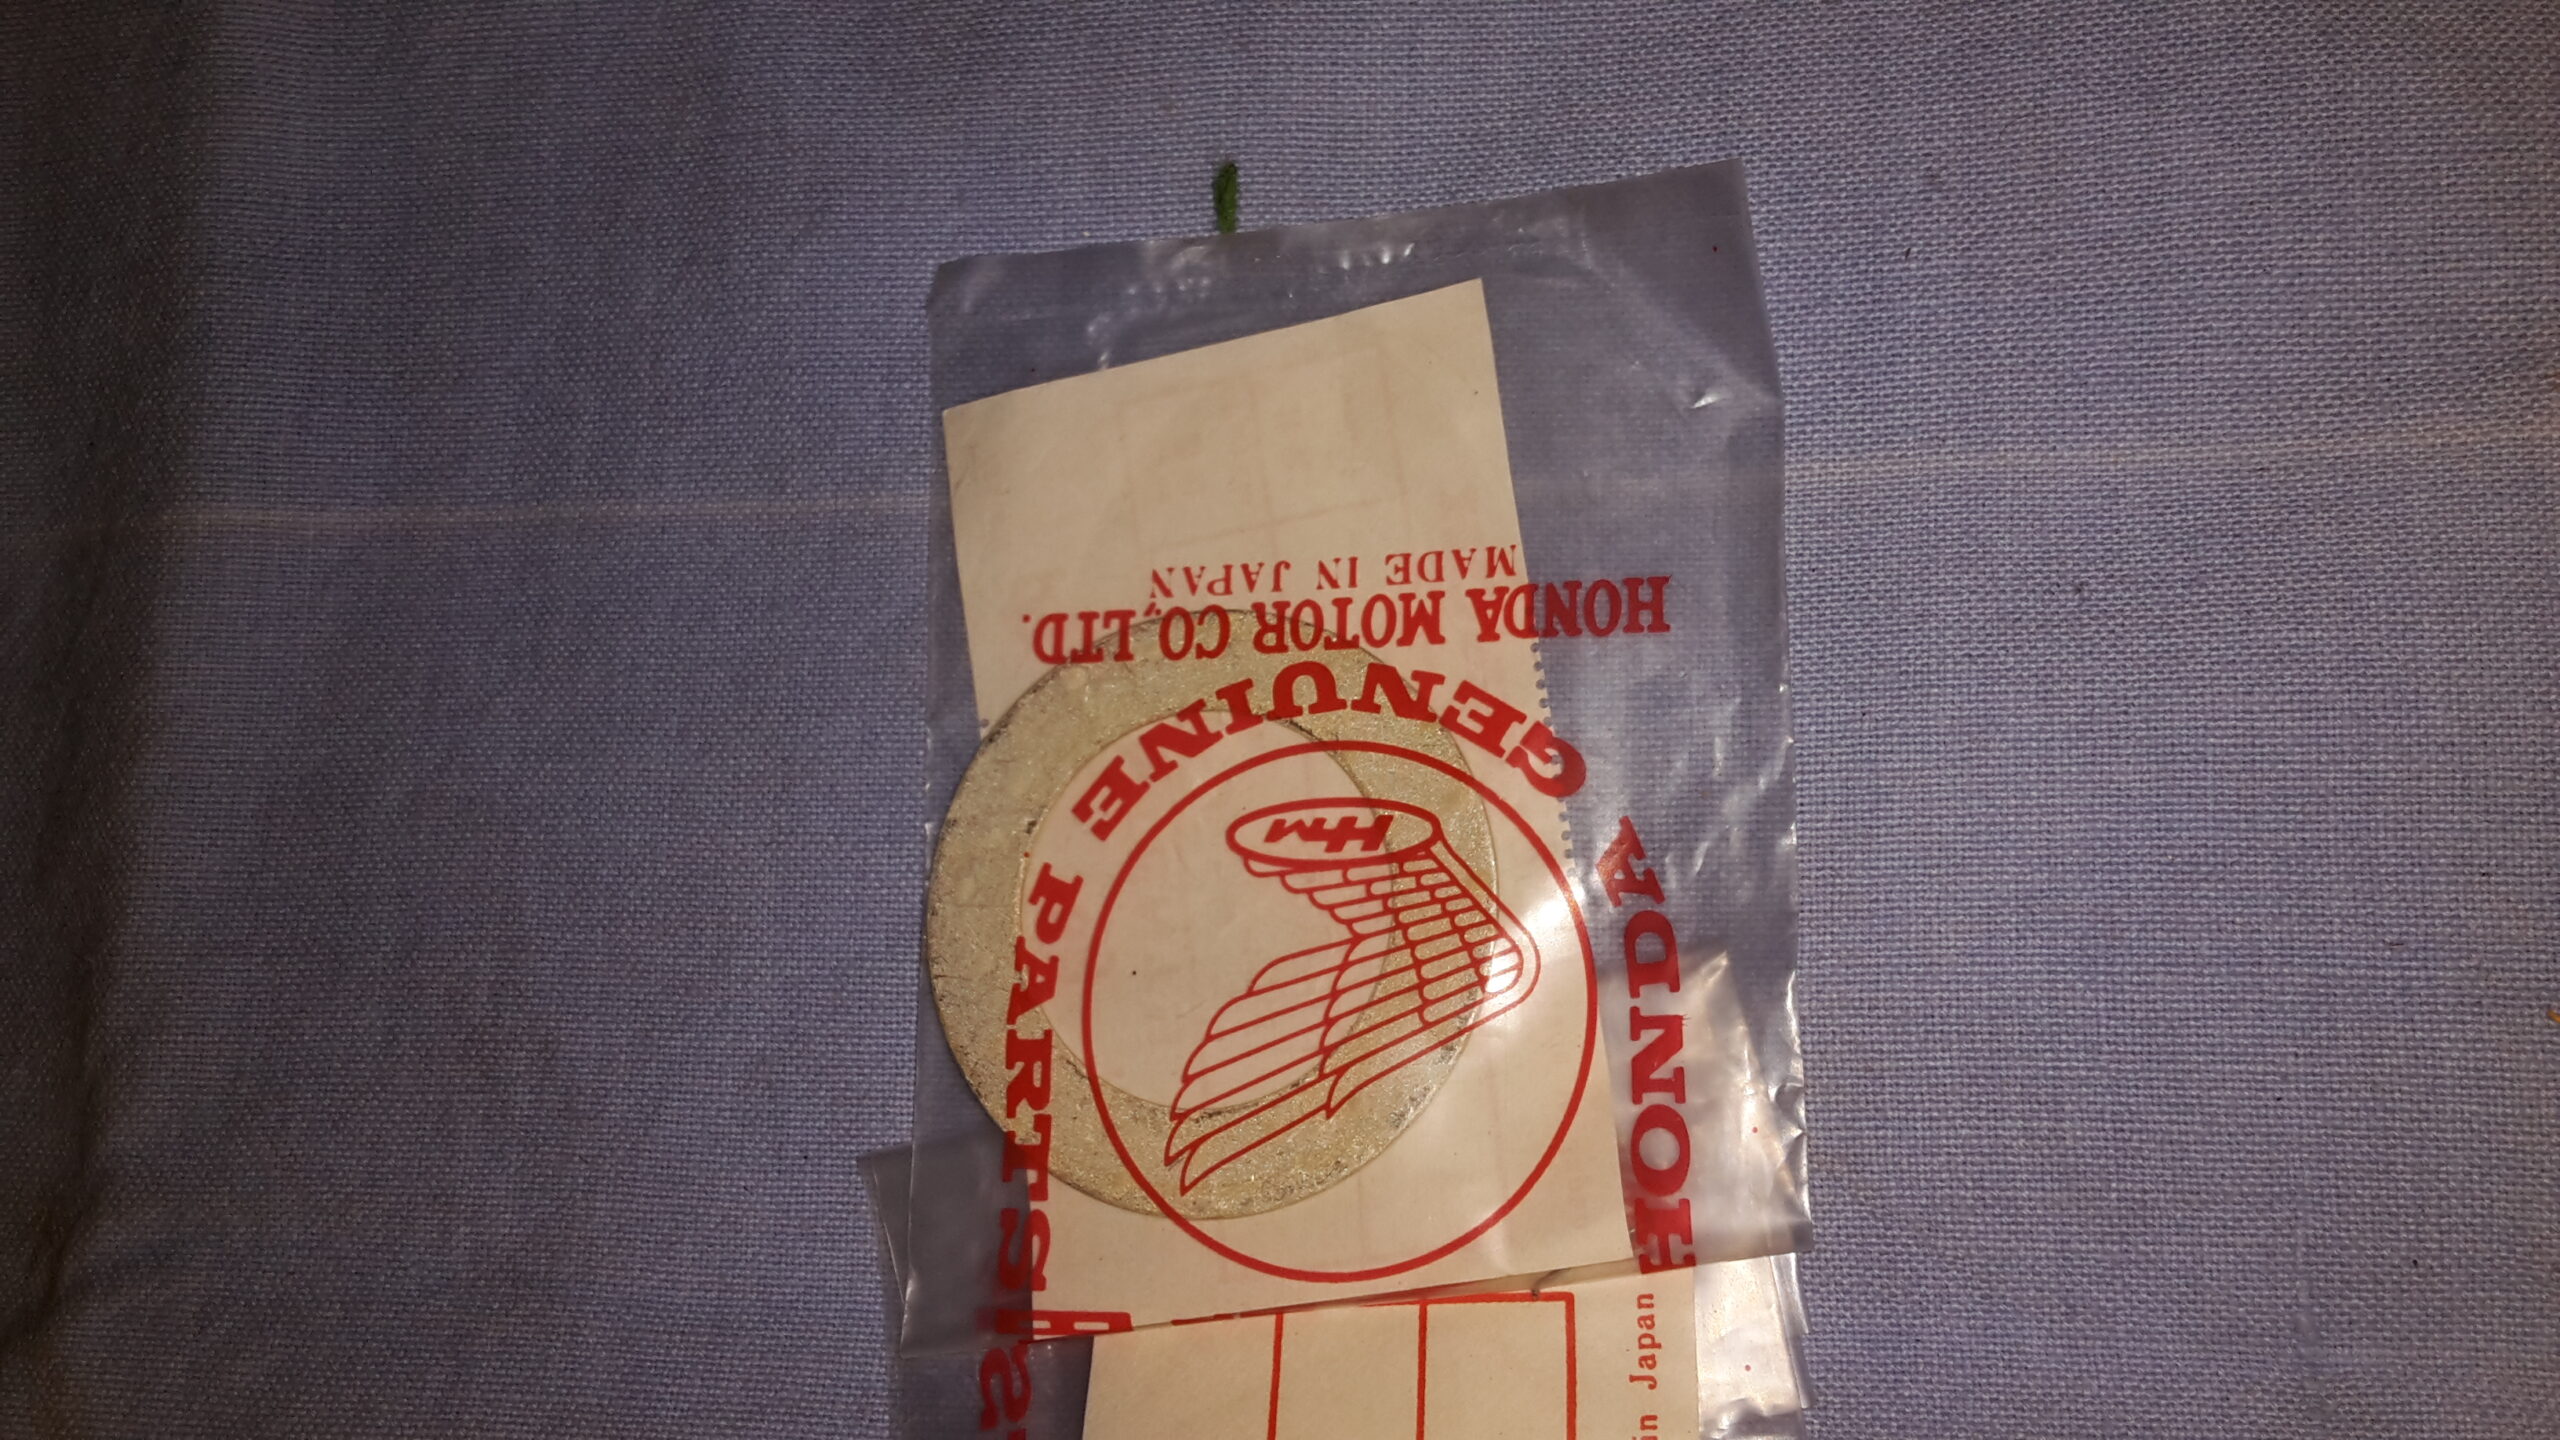 HONDA GENUINE PARTS
HM
HONDA MOTOR CO., LTD.
MADE IN JAPAN
in Japan